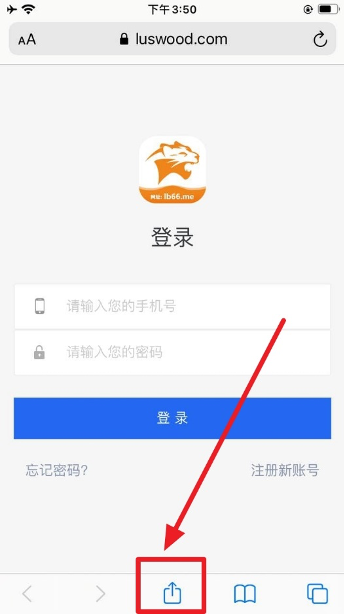 下午3:50
AA luswood.com
网址: lb66.me
登录
请输入您的手机号
请输入您的密码
登 录
忘记密码? 注册新账号